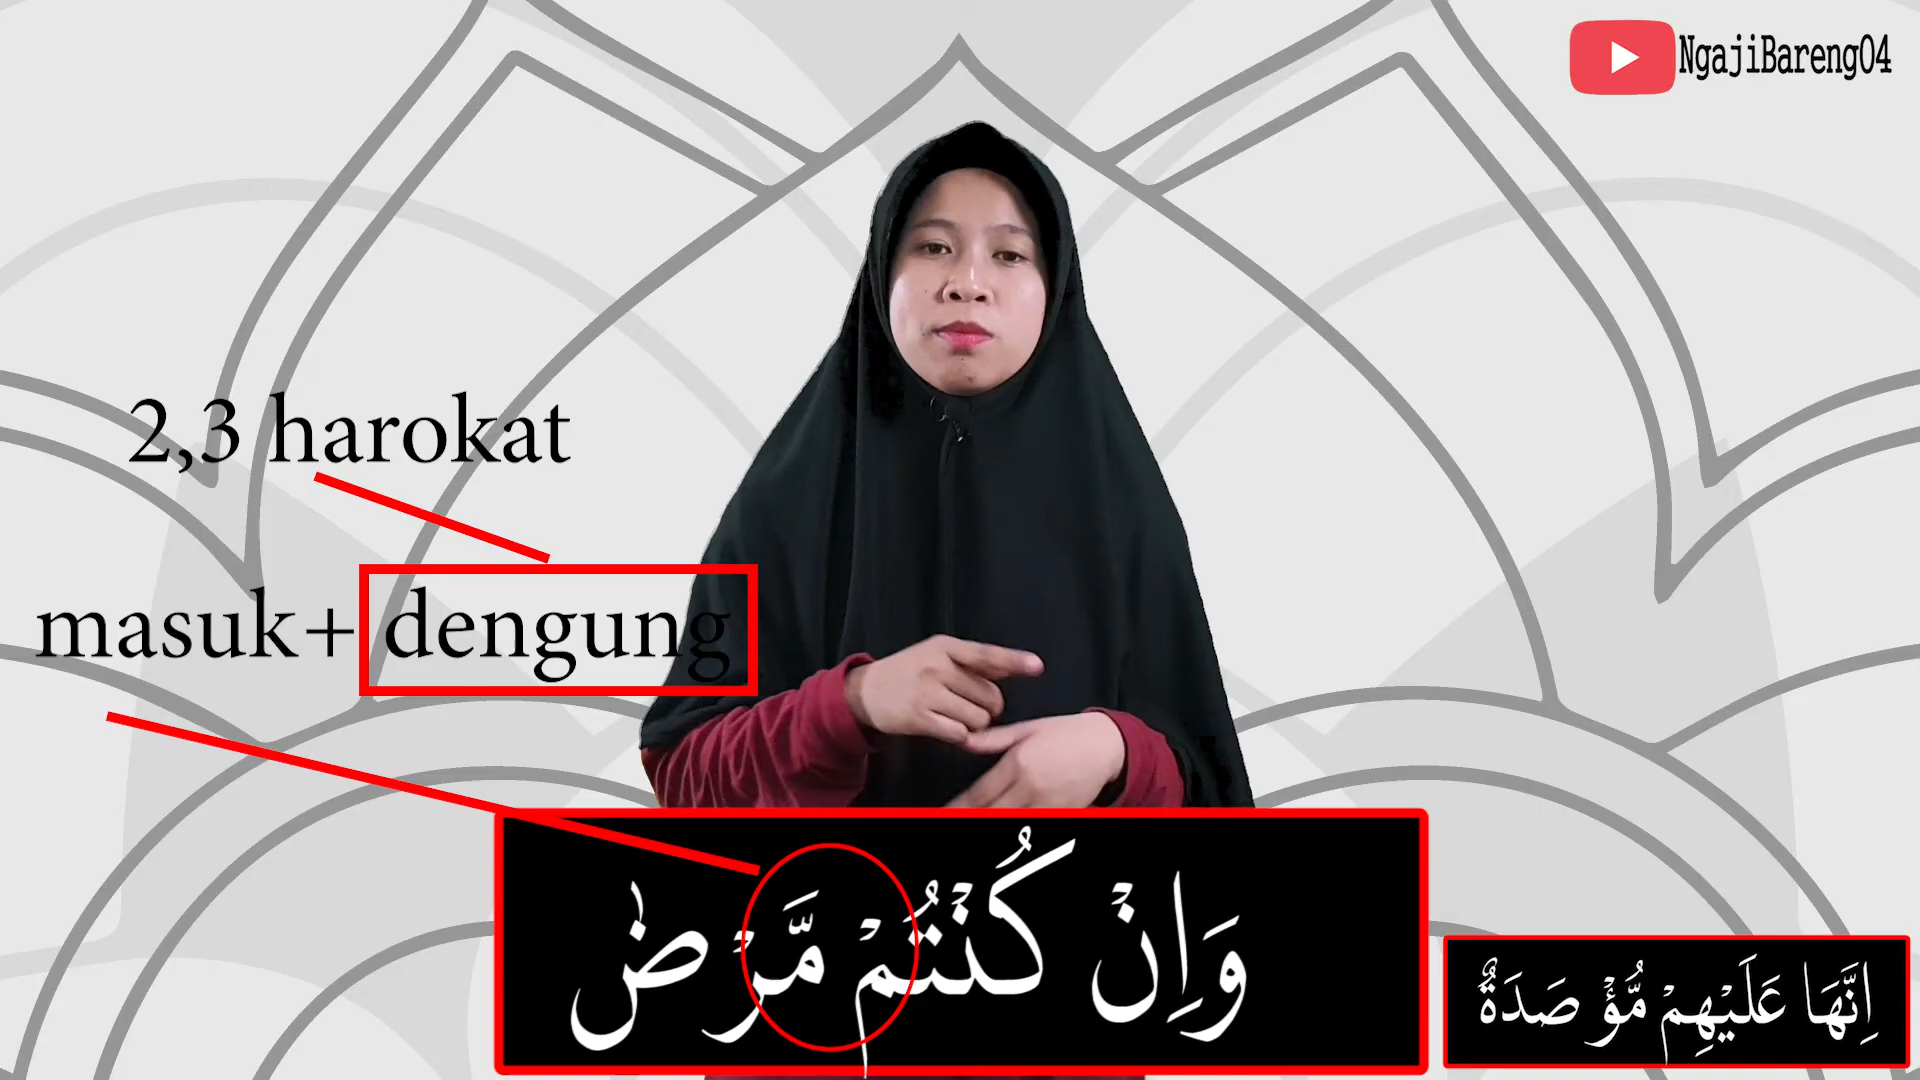 NgajiBareng04
2,3 harokat
masuk+ dengung
وَاِنْ كُنْتُمْ مَّرْضٰ
اِنَّهَا عَلَيْهِمْ مُّؤْ صَدَةٌ